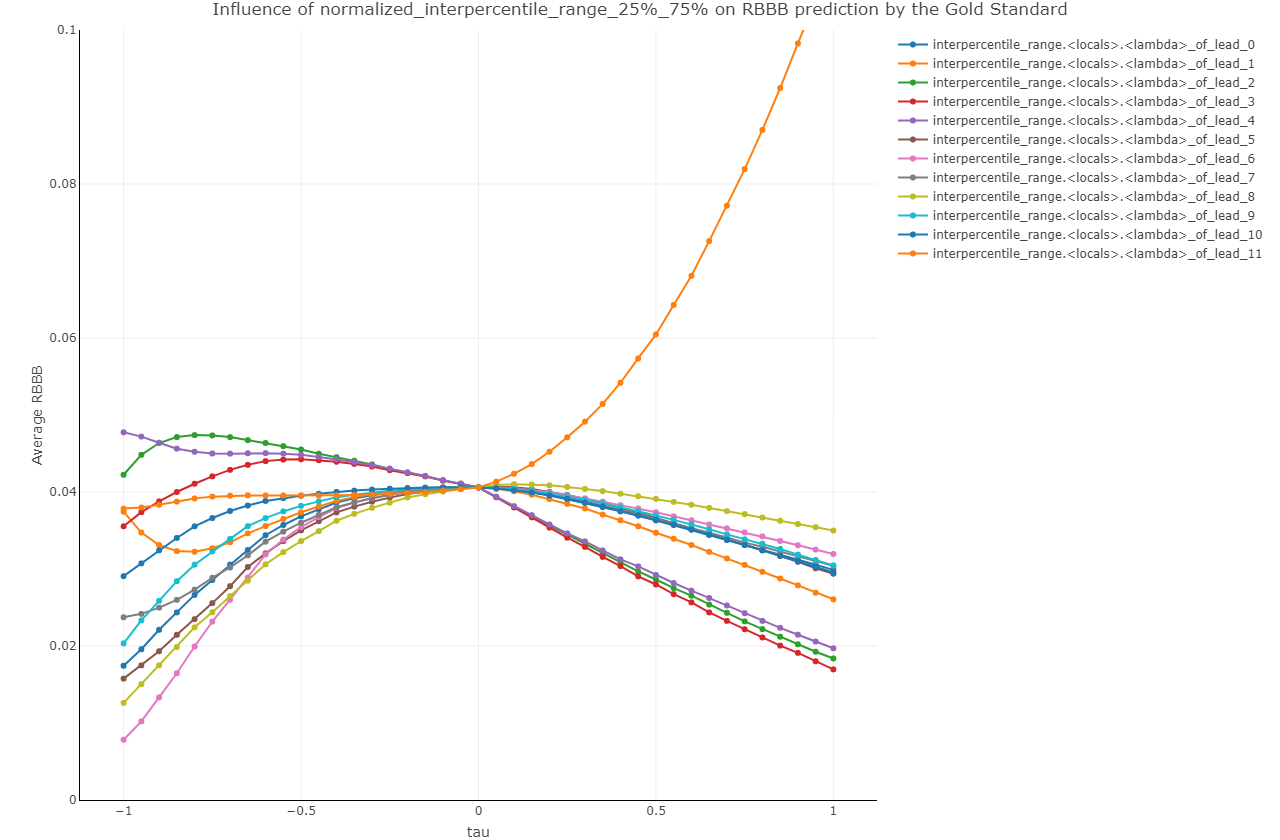 Influence of normalized_interpercentile_range_25%_75% on RBBB prediction by the Gold Standard
0.1
0.08
0.06
0.04
0.02
0
Average RBBB
−1
−0.5
0
0.5
1
tau
interpercentile_range.<locals>.<lambda>_of_lead_0
interpercentile_range.<locals>.<lambda>_of_lead_1
interpercentile_range.<locals>.<lambda>_of_lead_2
interpercentile_range.<locals>.<lambda>_of_lead_3
interpercentile_range.<locals>.<lambda>_of_lead_4
interpercentile_range.<locals>.<lambda>_of_lead_5
interpercentile_range.<locals>.<lambda>_of_lead_6
interpercentile_range.<locals>.<lambda>_of_lead_7
interpercentile_range.<locals>.<lambda>_of_lead_8
interpercentile_range.<locals>.<lambda>_of_lead_9
interpercentile_range.<locals>.<lambda>_of_lead_10
interpercentile_range.<locals>.<lambda>_of_lead_11